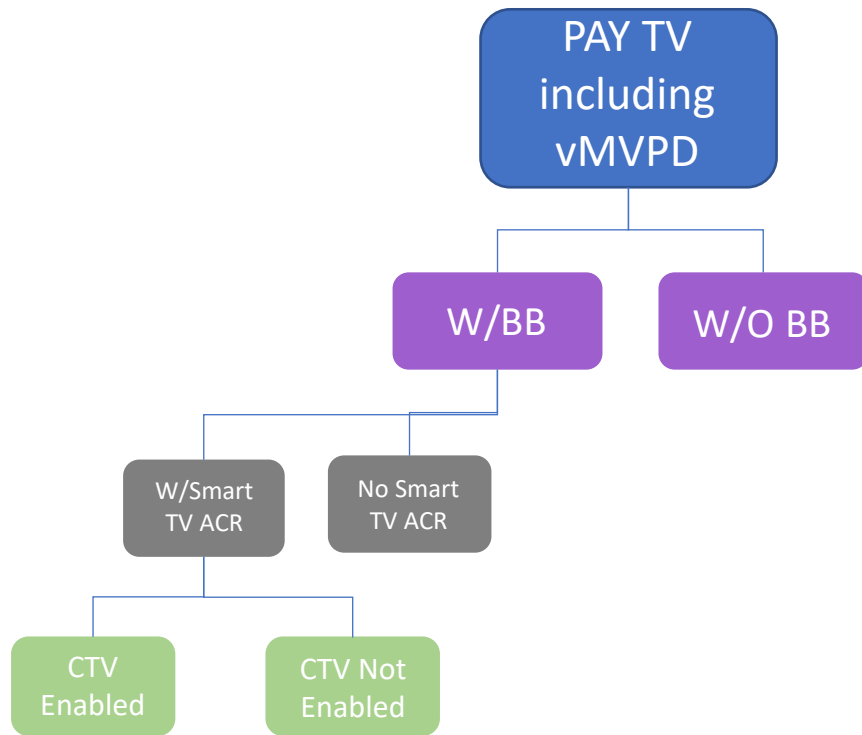 PAY TV
including
vMVPD
W/BB
W/O BB
W/Smart
TV ACR
No Smart
TV ACR
CTV
Enabled
CTV Not
Enabled